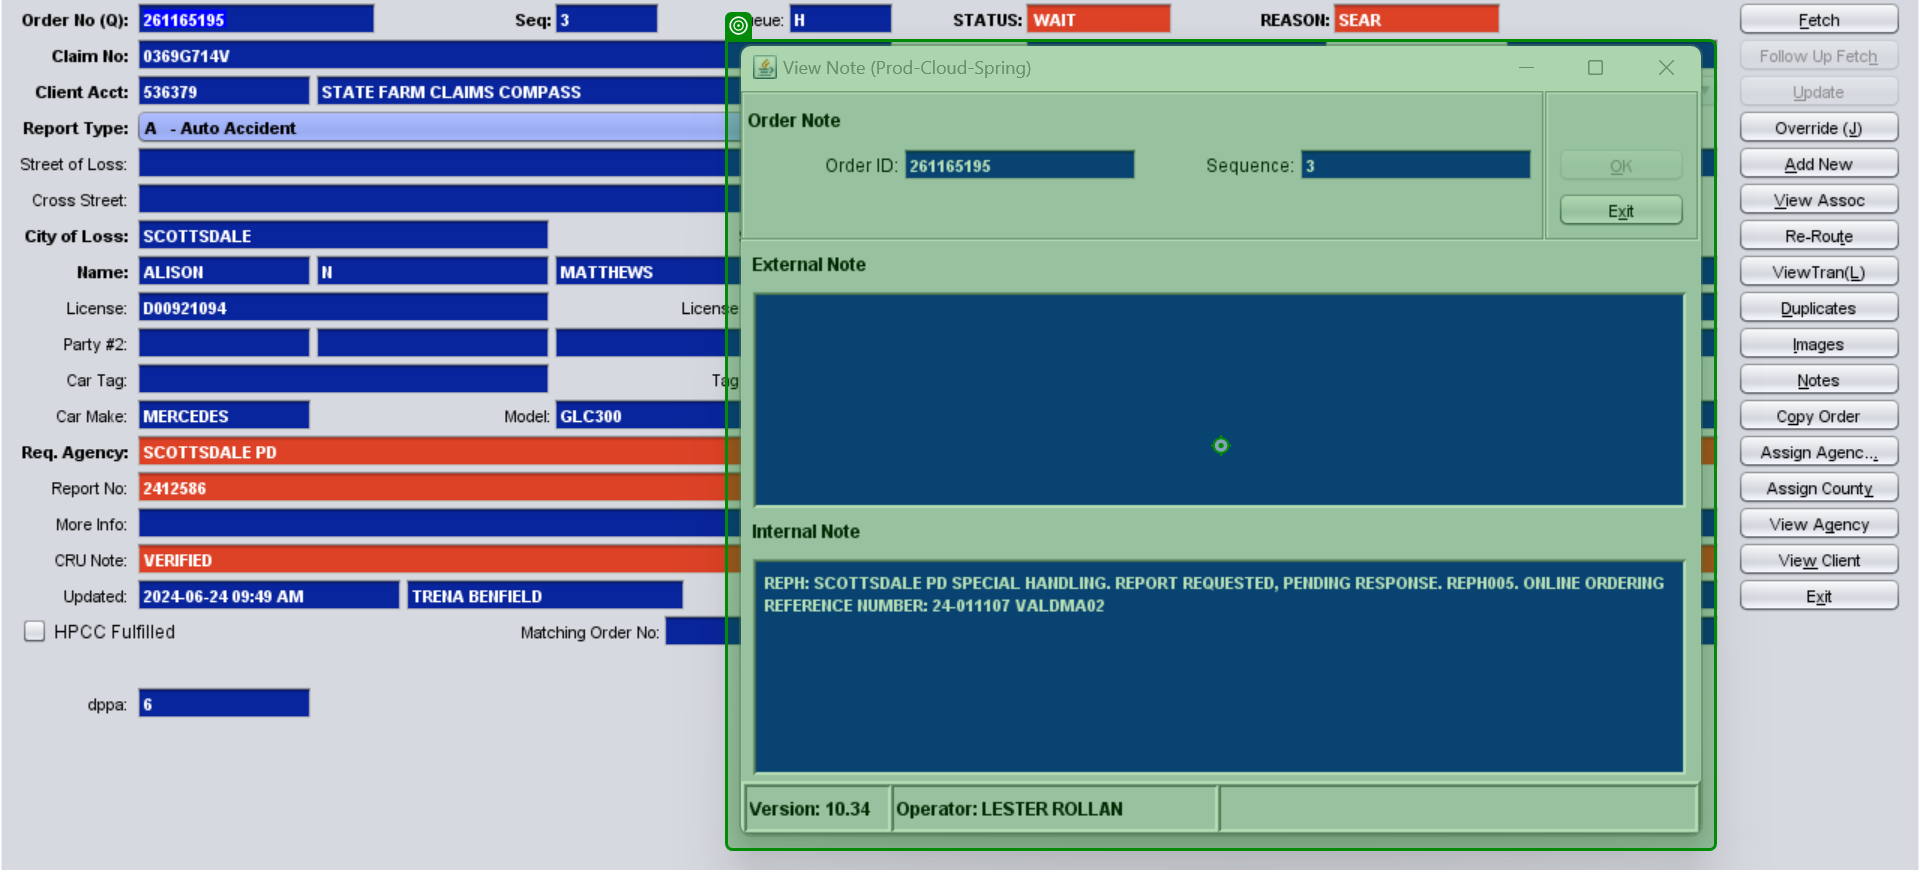 Order No (Q): 261165195 Seq: 3 eue: H STATUS: WAIT REASON: SEAR Fetch
Claim No: 0369G714V Follow Up Fetch
Client Acct: 536379 STATE FARM CLAIMS COMPASS Update
Report Type: A - Auto Accident Override (J)
Street of Loss: Add New
Cross Street: View Assoc
City of Loss: SCOTTSDALE Re-Route
Name: ALISON N MATTHEWS ViewTran(L)
License: D00921094 License Duplicates
Party #2: Images
Car Tag: Tag Notes
Car Make: MERCEDES Model: GLC300 Copy Order
Req. Agency: SCOTTSDALE PD Assign Agenc...
Report No: 2412586 Assign County
More Info: View Agency
CRU Note: VERIFIED View Client
Updated: 2024-06-24 09:49 AM TRENA BENFIELD Exit
HPCC Fulfilled Matching Order No:
dppa: 6
View Note (Prod-Cloud-Spring)
Order Note
Order ID: 261165195 Sequence: 3 OK
Exit
External Note
Internal Note
REPH: SCOTTSDALE PD SPECIAL HANDLING. REPORT REQUESTED, PENDING RESPONSE. REPH005. ONLINE ORDERING
REFERENCE NUMBER: 24-011107 VALDMA02
Version: 10.34 Operator: LESTER ROLLAN